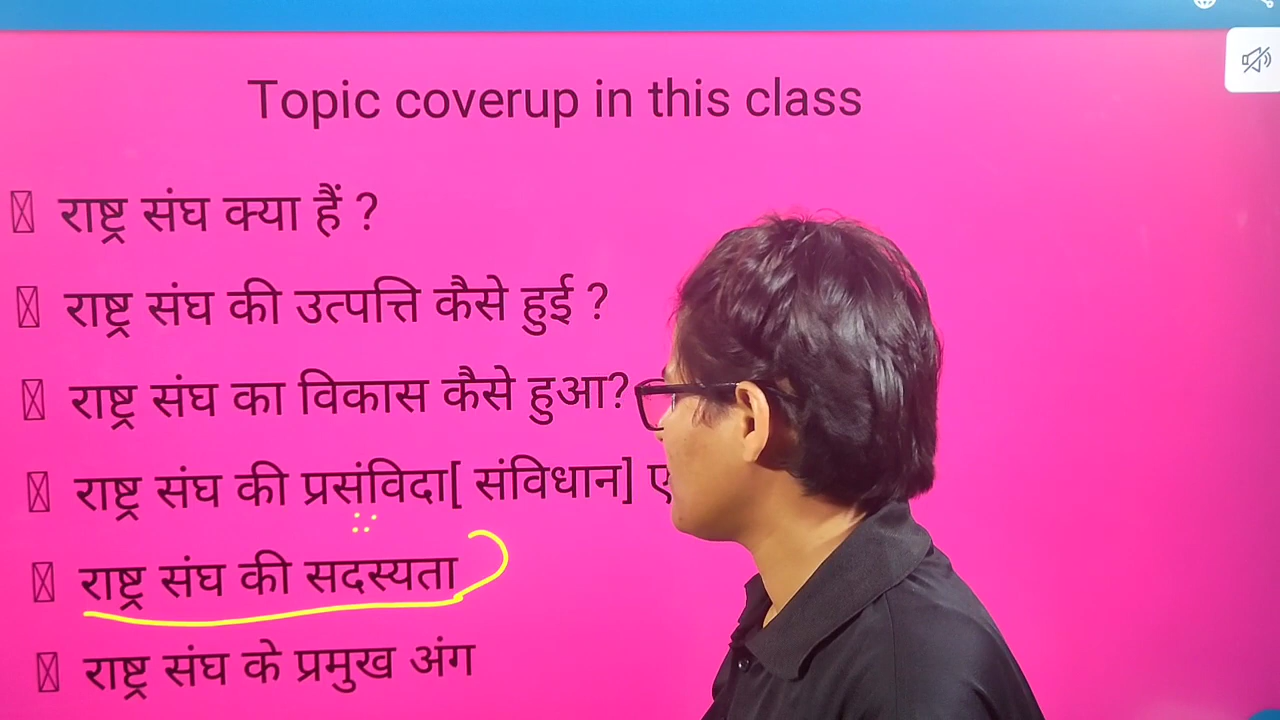 Topic coverup in this class
राष्ट्र संघ क्या हैं ?
राष्ट्र संघ की उत्पत्ति कैसे हुई ?
राष्ट्र संघ का विकास कैसे हुआ?
राष्ट्र संघ की प्रसंविदा[ संविधान]
राष्ट्र संघ की सदस्यता
राष्ट्र संघ के प्रमुख अंग